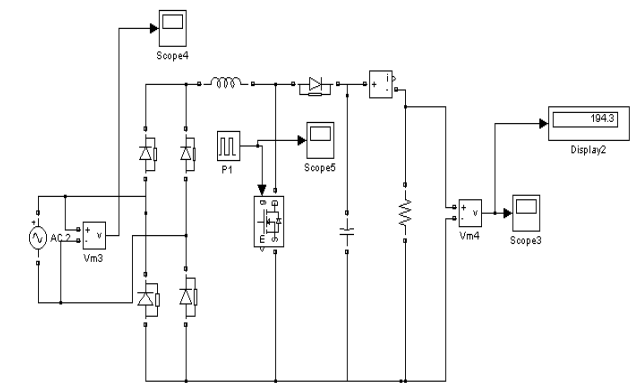 Scope4
i
+
-
194.3
Display2
P1
Scope5
g
D
E
S
+
AC 2
+
-
v
Vm3
+
-
v
Vm4
Scope3